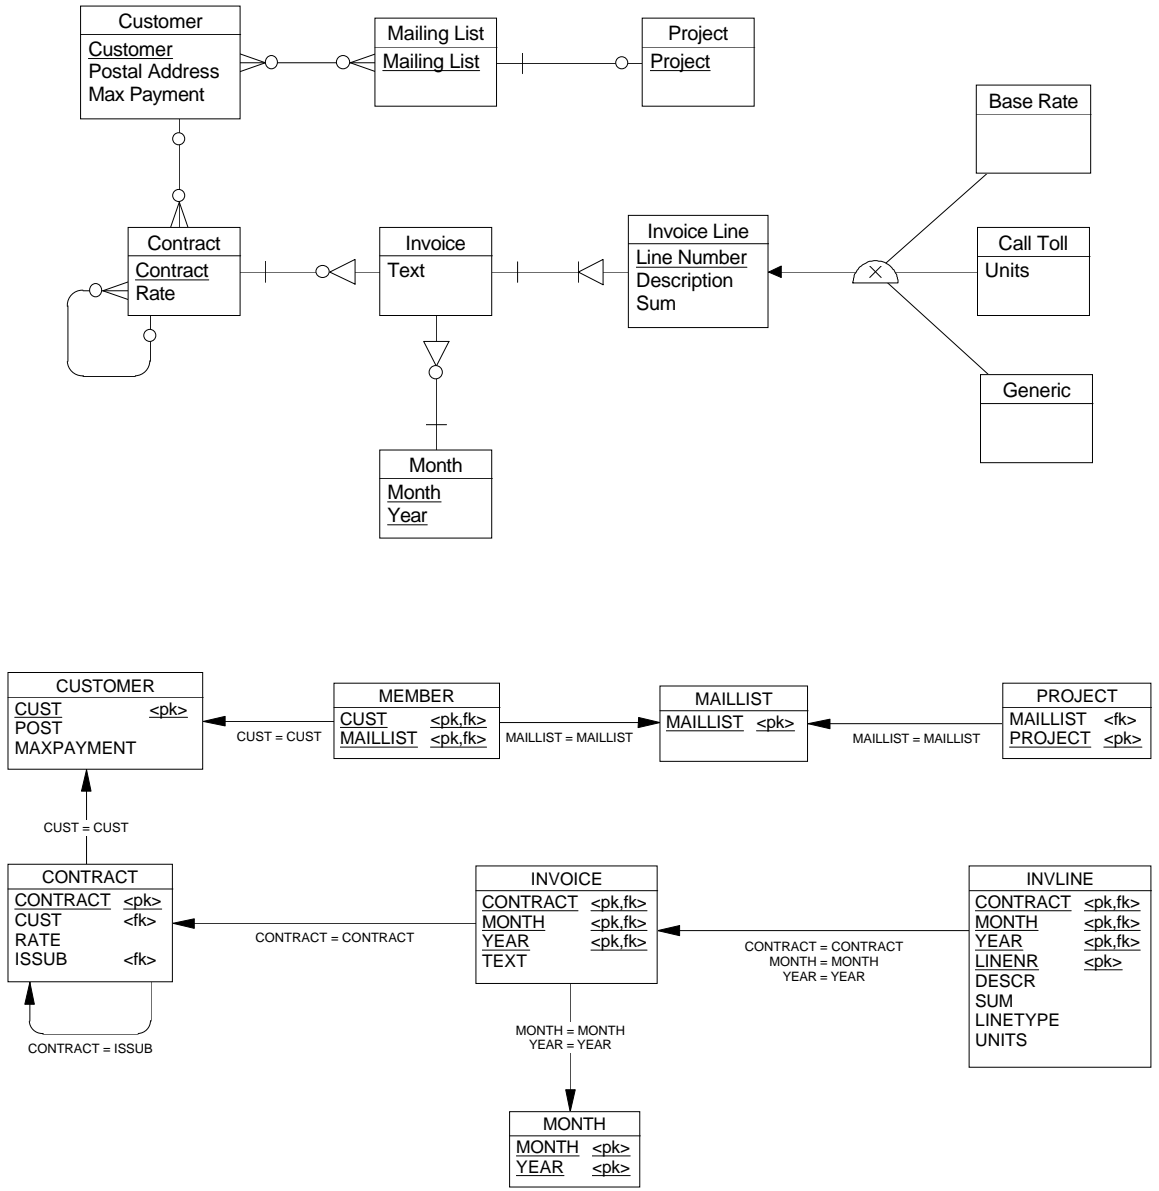 Customer
Customer
Postal Address
Max Payment
Mailing List
Mailing List
Project
Project
Base Rate
Contract
Contract
Rate
Invoice
Text
Invoice Line
Line Number
Description
Sum
Call Toll
Units
Generic
Month
Month
Year
CUSTOMER
CUST <pk>
POST
MAXPAYMENT
CUST = CUST
MEMBER
CUST <pk,fk>
MAILLIST <pk,fk>
MAILLIST = MAILLIST
MAILLIST
MAILLIST <pk>
MAILLIST = MAILLIST
PROJECT
MAILLIST <fk>
PROJECT <pk>
CUST = CUST
CONTRACT
CONTRACT <pk>
CUST <fk>
RATE
ISSUB <fk>
CONTRACT = ISSUB
CONTRACT = CONTRACT
INVOICE
CONTRACT <pk,fk>
MONTH <pk,fk>
YEAR <pk,fk>
TEXT
CONTRACT = CONTRACT
MONTH = MONTH
YEAR = YEAR
INVLINE
CONTRACT <pk,fk>
MONTH <pk,fk>
YEAR <pk,fk>
LINENR <pk>
DESCR
SUM
LINETYPE
UNITS
MONTH = MONTH
YEAR = YEAR
MONTH
MONTH <pk>
YEAR <pk>